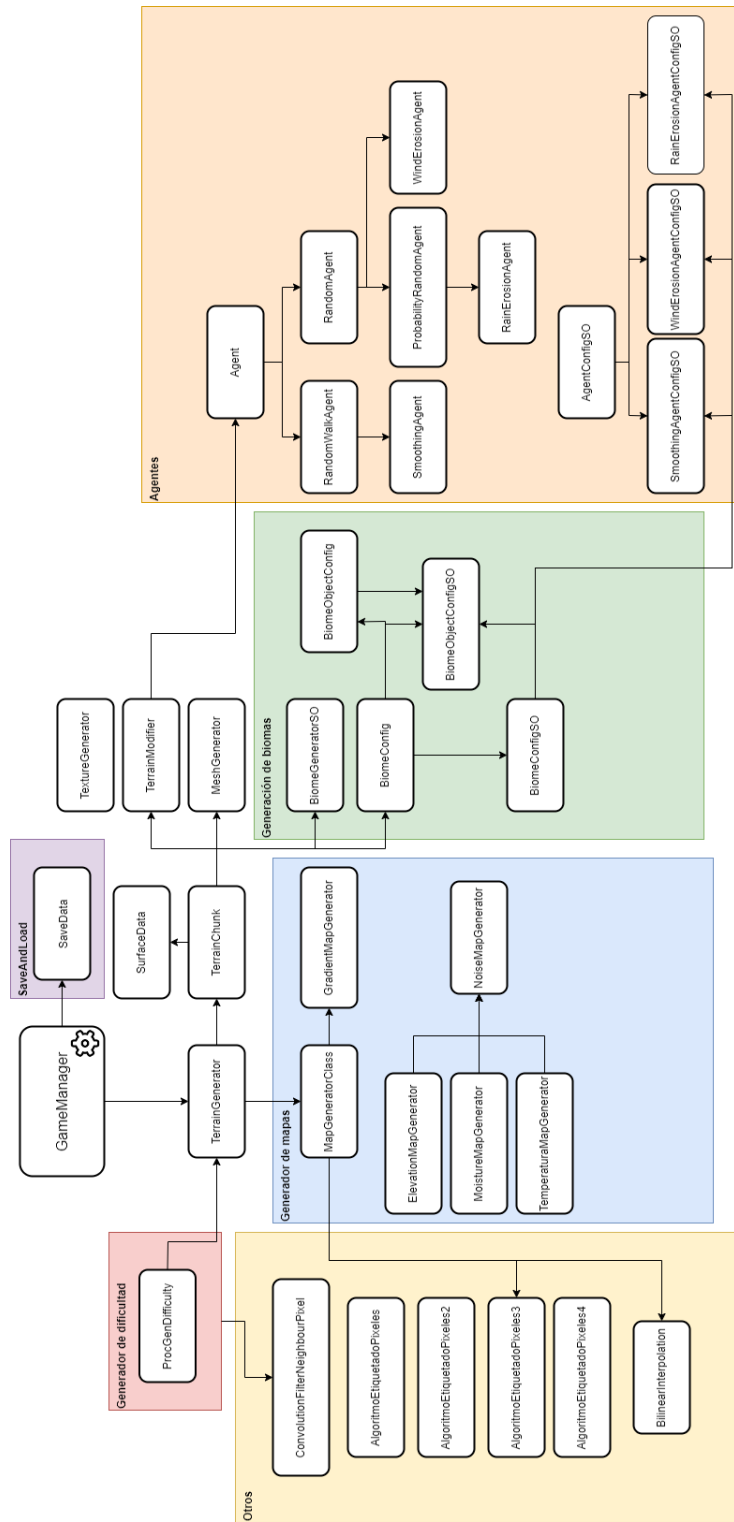 GameManager
SaveAndLoad
SaveData
TextureGenerator
Generador de dificultad
ProcGenDifficulty
SurfaceData
TerrainModifier
TerrainGenerator
TerrainChunk
MeshGenerator
Agentes
Agent
Otros
ConvolutionFilterNeighbourPixel
Generador de mapas
MapGeneratorClass
GradientMapGenerator
Generación de biomas
BiomeGeneratorSO
BiomeObjectConfig
RandomWalkAgent
RandomAgent
AlgoritmoEtiquetadoPixeles
ElevationMapGenerator
BiomeConfig
SmoothingAgent
ProbabilityRandomAgent
WindErosionAgent
AlgoritmoEtiquetadoPixeles2
MoistureMapGenerator
NoiseMapGenerator
BiomeObjectConfigSO
RainErosionAgent
AlgoritmoEtiquetadoPixeles3
TemperaturaMapGenerator
BiomeConfigSO
AgentConfigSO
AlgoritmoEtiquetadoPixeles4
BilinearInterpolation
SmoothingAgentConfigSO
WindErosionAgentConfigSO
RainErosionAgentConfigSO